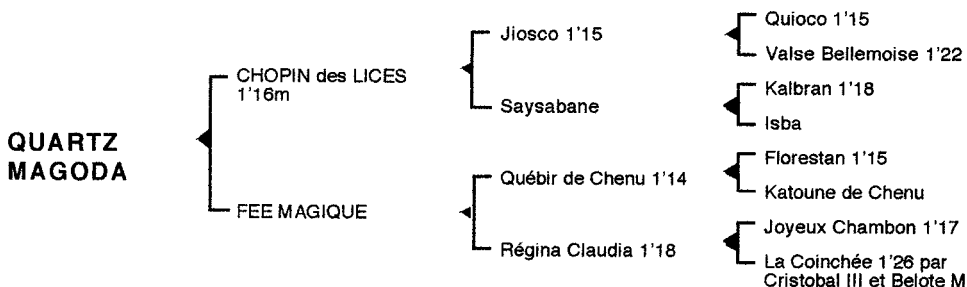 QUARTZ
MAGODA
CHOPIN des LICES
1'16m
FEE MAGIQUE
Jiosco 1'15
Saysabane
Québir de Chenu 1'14
Régina Claudia 1'18
Quioco 1'15
Valse Bellemoise 1'22
Kalbran 1'18
Isba
Florestan 1'15
Katoune de Chenu
Joyeux Chambon 1'17
La Coinchée 1'26 par
Cristobal III et Belote M